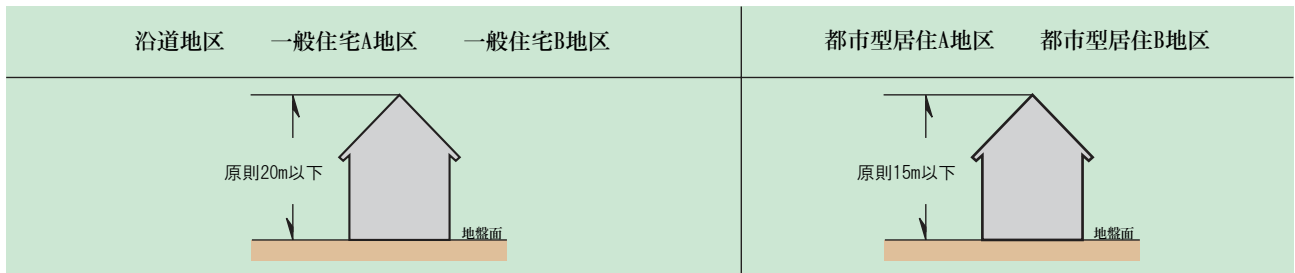 沿道地区　一般住宅A地区　一般住宅B地区
都市型居住A地区　都市型居住B地区
原則20m以下
地盤面
原則15m以下
地盤面